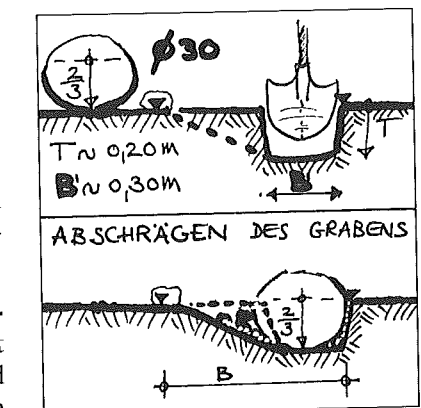 ø30
2/3
T ~ 0,20m
B ~ 0,30m
T
B
ABSCHRÄGEN DES GRABENS
2/3
B